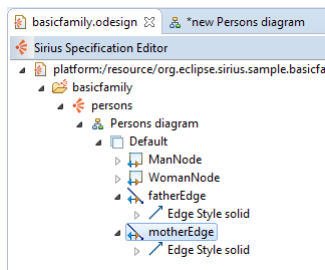 basicfamily.odesign *new Persons diagram
Sirius Specification Editor
platform:/resource/org.eclipse.sirius.sample.basicfa
basicfamily
persons
Persons diagram
Default
ManNode
WomanNode
fatherEdge
Edge Style solid
motherEdge
Edge Style solid